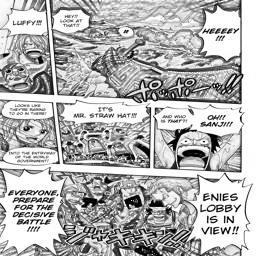 HEEEEY
!!!
HEY!!
LOOK AT
THAT!!
LUFFY!!!
OH!!
SANJI!!!
AND WHO
IS THAT?!
IT'S
MR. STRAW HAT!!!
LOOKS LIKE
THEY'RE GOING
TO GO IN THERE!
INTO THE ENTRYWAY
OF THE WORLD
GOVERNMENT!
ENIES
LOBBY
IS IN
VIEW!!
EVERYONE,
PREPARE
FOR THE
DECISIVE
BATTLE
!!!!